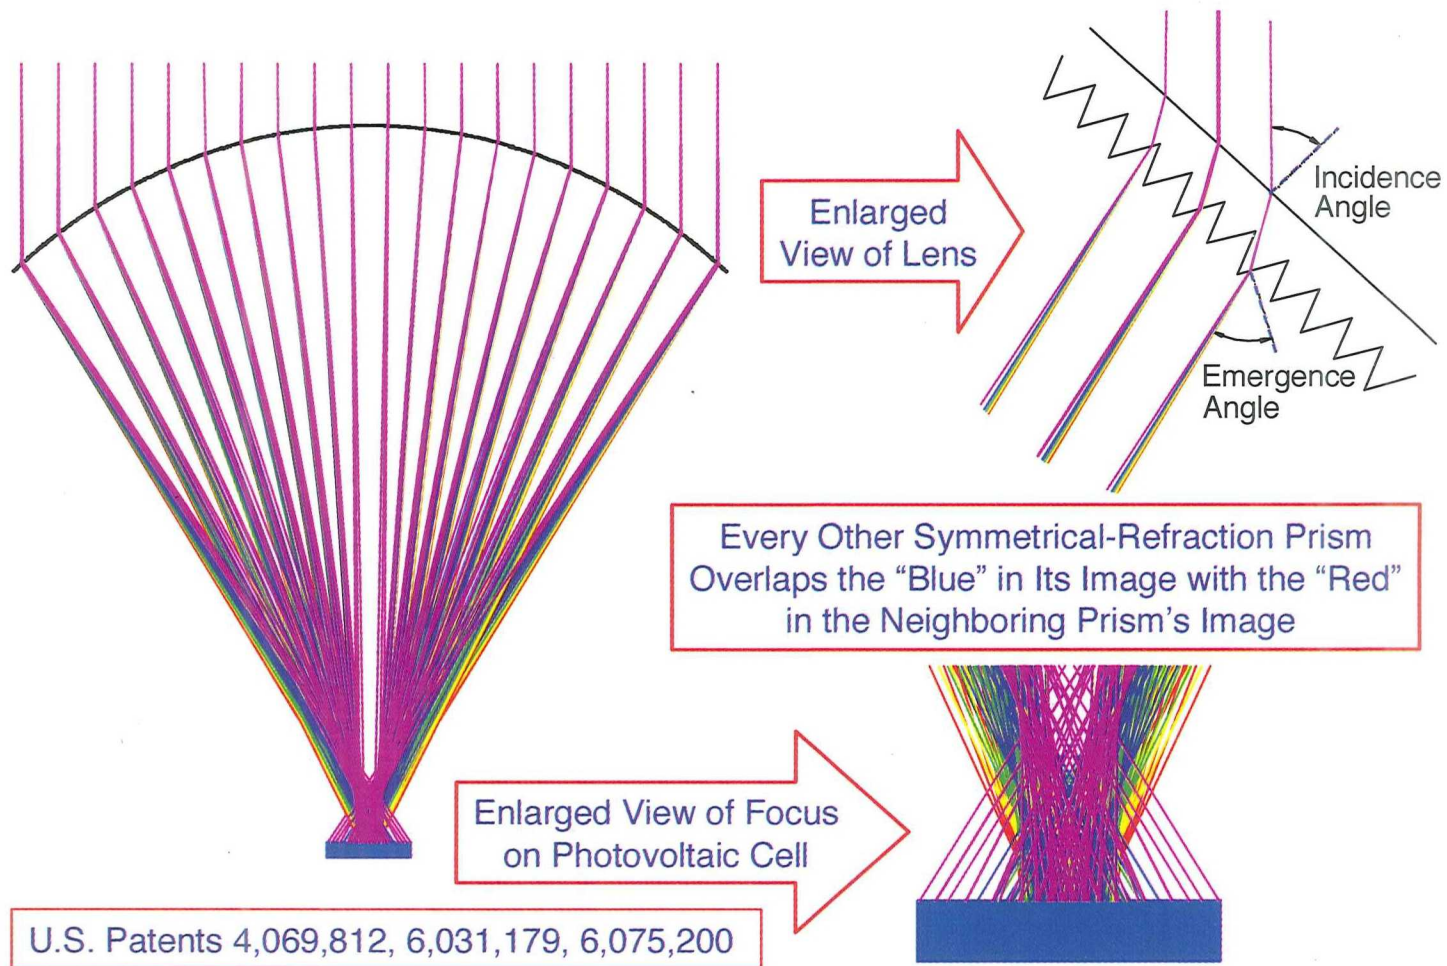 Enlarged
View of Lens
Incidence
Angle
Emergence
Angle
Every Other Symmetrical-Refraction Prism
Overlaps the “Blue” in Its Image with the “Red”
in the Neighboring Prism’s Image
Enlarged View of Focus
on Photovoltaic Cell
U.S. Patents 4,069,812, 6,031,179, 6,075,200